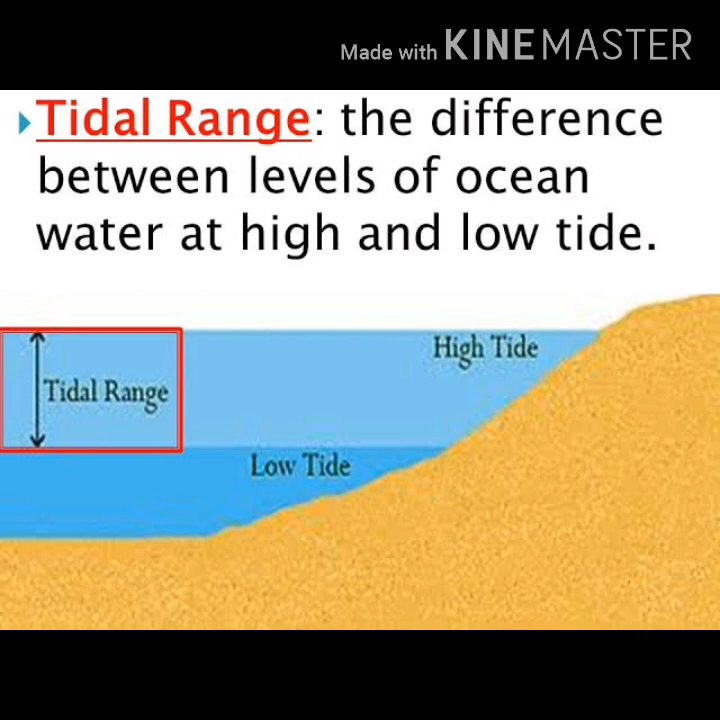 Made with KINEMASTER
Tidal Range: the difference
between levels of ocean
water at high and low tide.
High Tide
Tidal Range
Low Tide